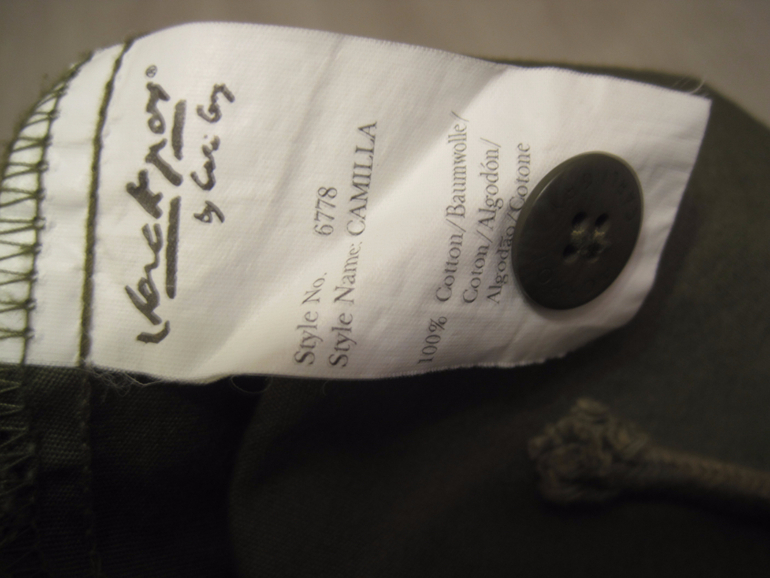 Style No. 6778
Style Name: CAMILLA
100% Cotton/Baumwolle/
Coton/Algodón/
Algodão/Cotone